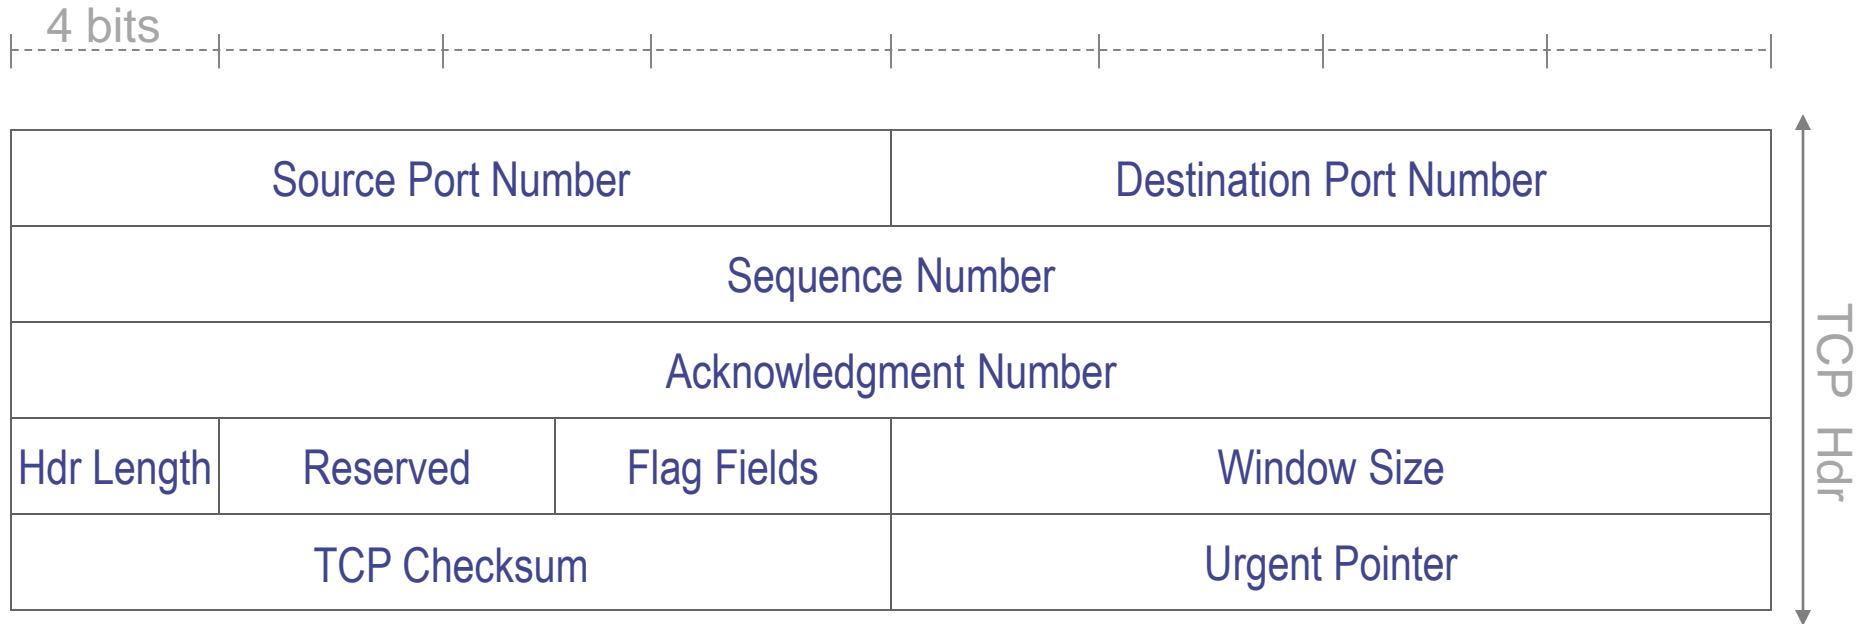 4 bits
Source Port Number
Destination Port Number
Sequence Number
Acknowledgment Number
Hdr Length
Reserved
Flag Fields
Window Size
TCP Checksum
Urgent Pointer
TCP Hdr